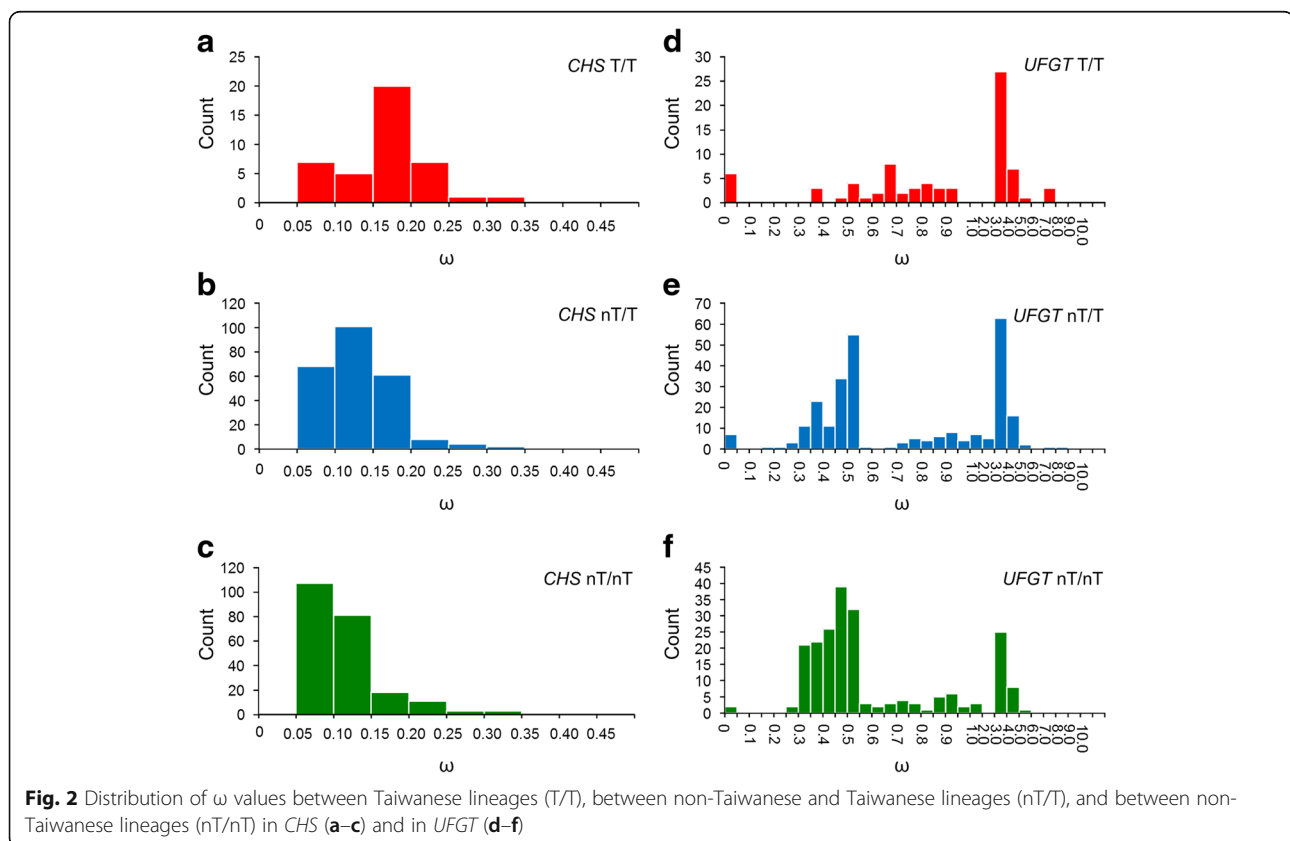 a
CHS T/T
Count
25
20
15
10
5
0
0 0.05 0.10 0.15 0.20 0.25 0.30 0.35 0.40 0.45
ω
b
CHS nT/T
Count
120
100
80
60
40
20
0
0 0.05 0.10 0.15 0.20 0.25 0.30 0.35 0.40 0.45
ω
c
CHS nT/nT
Count
120
100
80
60
40
20
0
0 0.05 0.10 0.15 0.20 0.25 0.30 0.35 0.40 0.45
ω
d
UFGT T/T
Count
30
25
20
15
10
5
0
0 0.1 0.2 0.3 0.4 0.5 0.6 0.7 0.8 0.9 1.0 2.0 3.0 4.0 5.0 6.0 7.0 8.0 9.0 10.0
ω
e
UFGT nT/T
Count
70
60
50
40
30
20
10
0
0 0.1 0.2 0.3 0.4 0.5 0.6 0.7 0.8 0.9 1.0 2.0 3.0 4.0 5.0 6.0 7.0 8.0 9.0 10.0
ω
f
UFGT nT/nT
Count
45
40
35
30
25
20
15
10
5
0
0 0.1 0.2 0.3 0.4 0.5 0.6 0.7 0.8 0.9 1.0 2.0 3.0 4.0 5.0 6.0 7.0 8.0 9.0 10.0
ω
Fig. 2 Distribution of ω values between Taiwanese lineages (T/T), between non-Taiwanese and Taiwanese lineages (nT/T), and between non-
Taiwanese lineages (nT/nT) in CHS (a–c) and in UFGT (d–f)